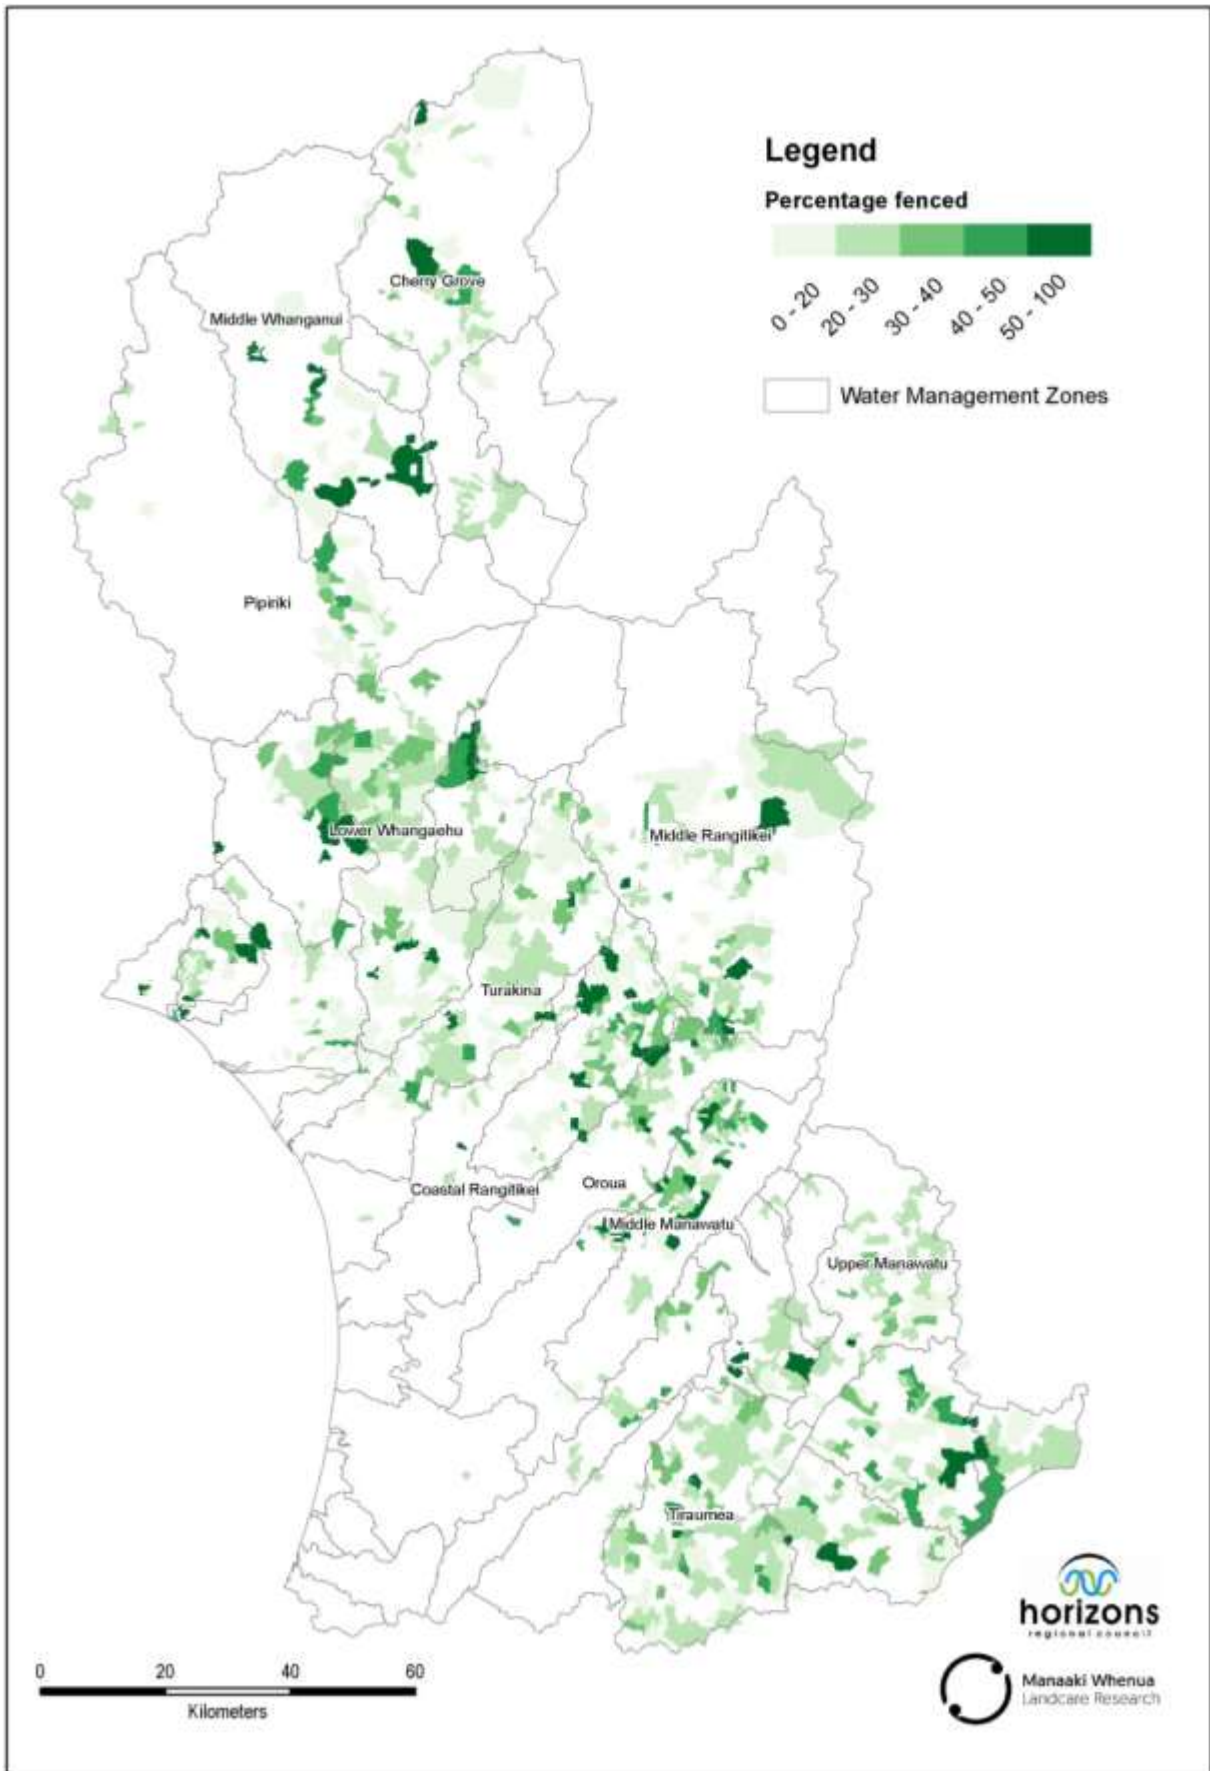 Legend
Percentage fenced
0 - 20
20 - 30
30 - 40
40 - 50
50 - 100
Water Management Zones
Cherry Grove
Middle Whanganui
Pipiriki
Lower Whangaehu
Middle Rangitikei
Turakina
Coastal Rangitikei
Oroua
Middle Manawatu
Upper Manawatu
Tiraumea
horizons
regional council
0 20 40 60
Kilometers
Manaaki Whenua
Landcare Research